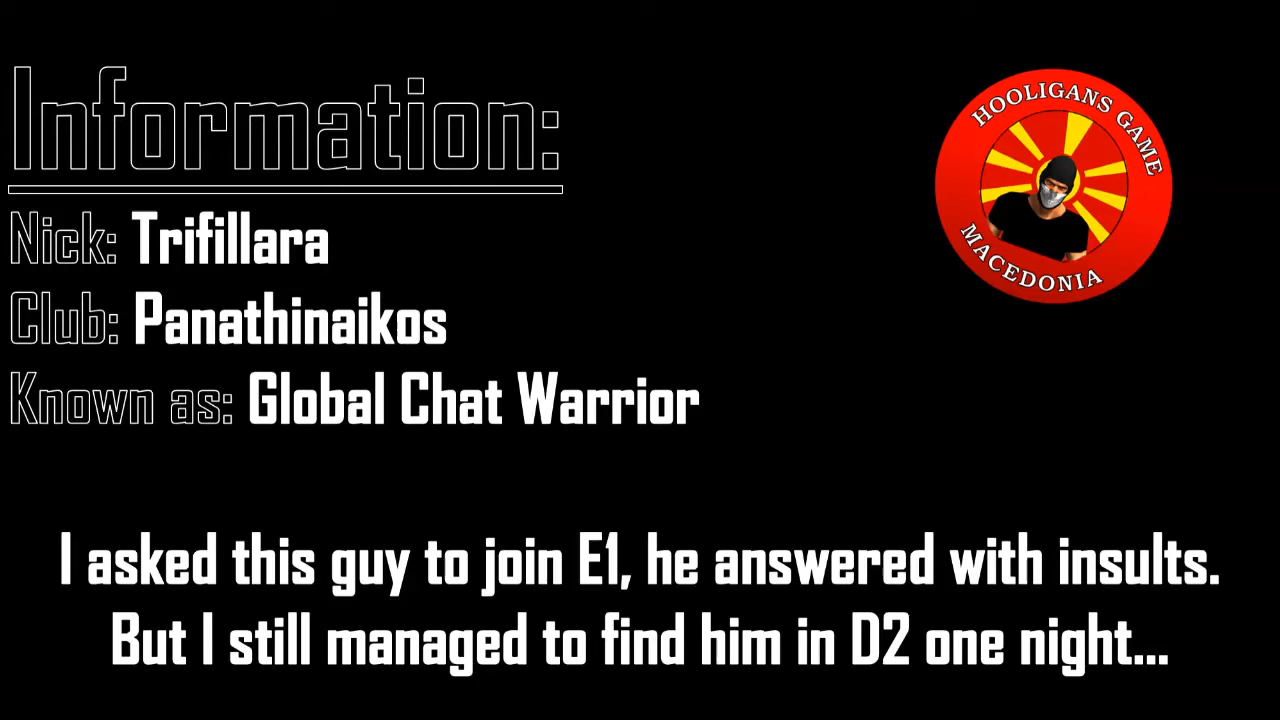 Information:
HOOLIGANS GAME
MACEDONIA
Nick: Trifillara
Club: Panathinaikos
Known as: Global Chat Warrior
I asked this guy to join E1, he answered with insults.
But I still managed to find him in D2 one night...